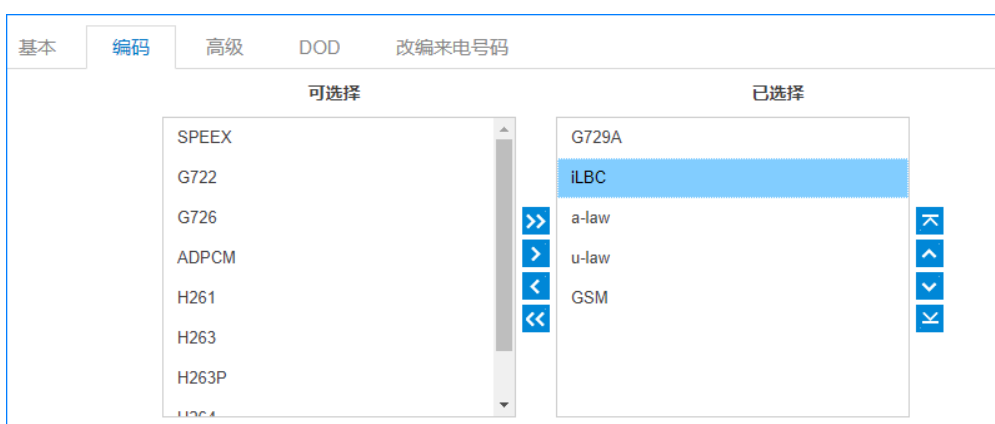 基本 编码 高级 DOD 改编来电号码
可选择 已选择
SPEEX
G722
G726
ADPCM
H261
H263
H263P
H264
G729A
iLBC
a-law
u-law
GSM